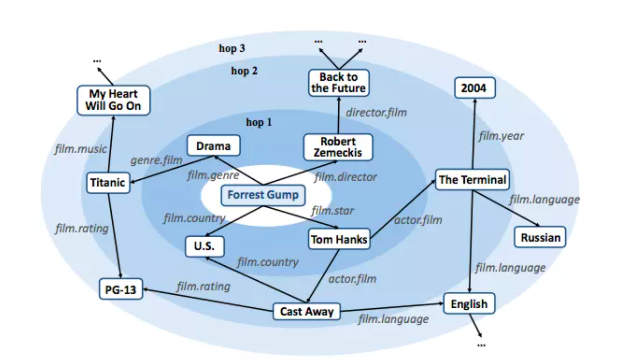 hop 3
...
...
...
hop 2
Back to
the Future
My Heart
Will Go On
2004
director.film
hop 1
film.music
Drama
Robert
Zemeckis
film.year
genre.film
film.genre
film.director
Titanic
The Terminal
Forrest Gump
film.language
film.country
film.star
actor.film
film.rating
U.S.
Tom Hanks
Russian
film.country
film.language
actor.film
PG-13
film.rating
Cast Away
English
film.language
...